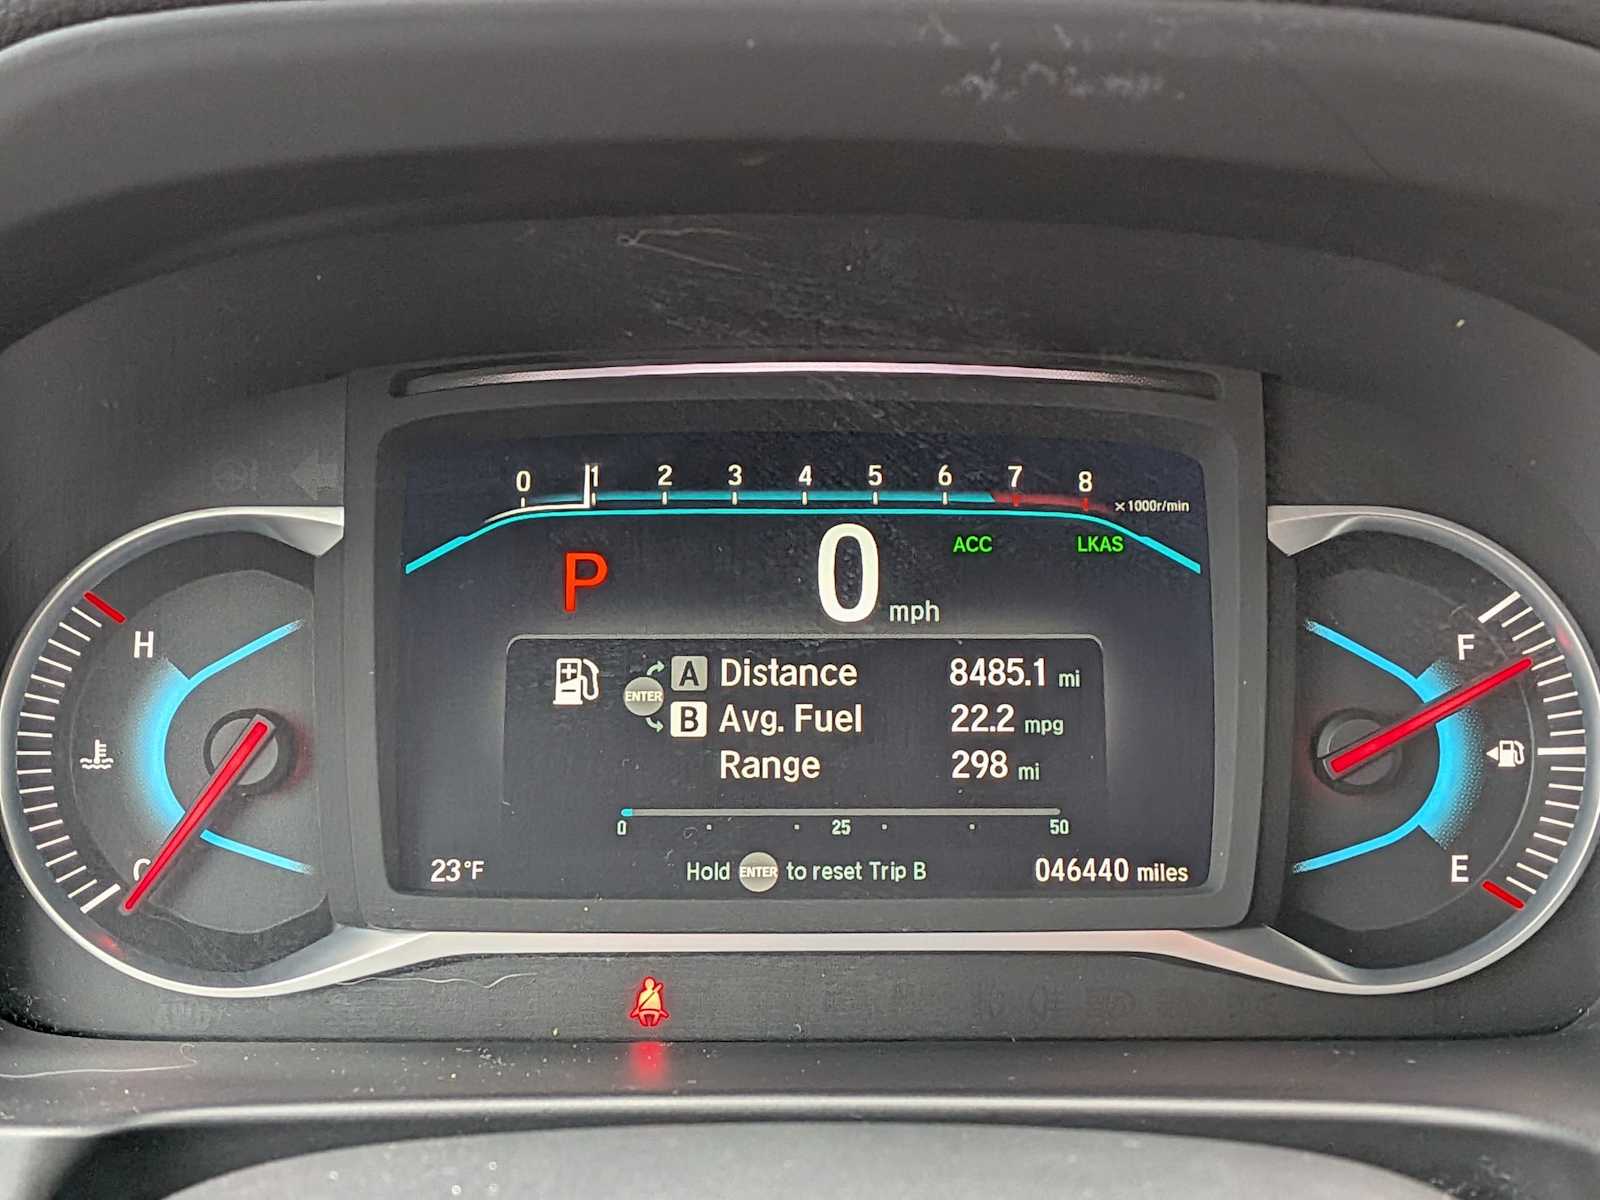 0 1 2 3 4 5 6 7 8 ×1000r/min
ACC LKAS
P 0 mph
H
F
A Distance 8485.1 mi
ENTER
B Avg. Fuel 22.2 mpg
Range 298 mi
0 25 50
C
E
23°F Hold ENTER to reset Trip B 046440 miles